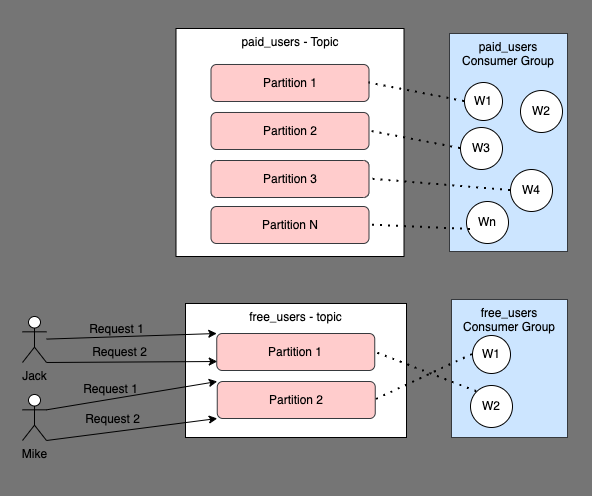 paid_users - Topic
Partition 1
Partition 2
Partition 3
Partition N
paid_users
Consumer Group
W1
W2
W3
W4
Wn
free_users - topic
Partition 1
Partition 2
free_users
Consumer Group
W1
W2
Request 1
Request 2
Jack
Request 1
Request 2
Mike